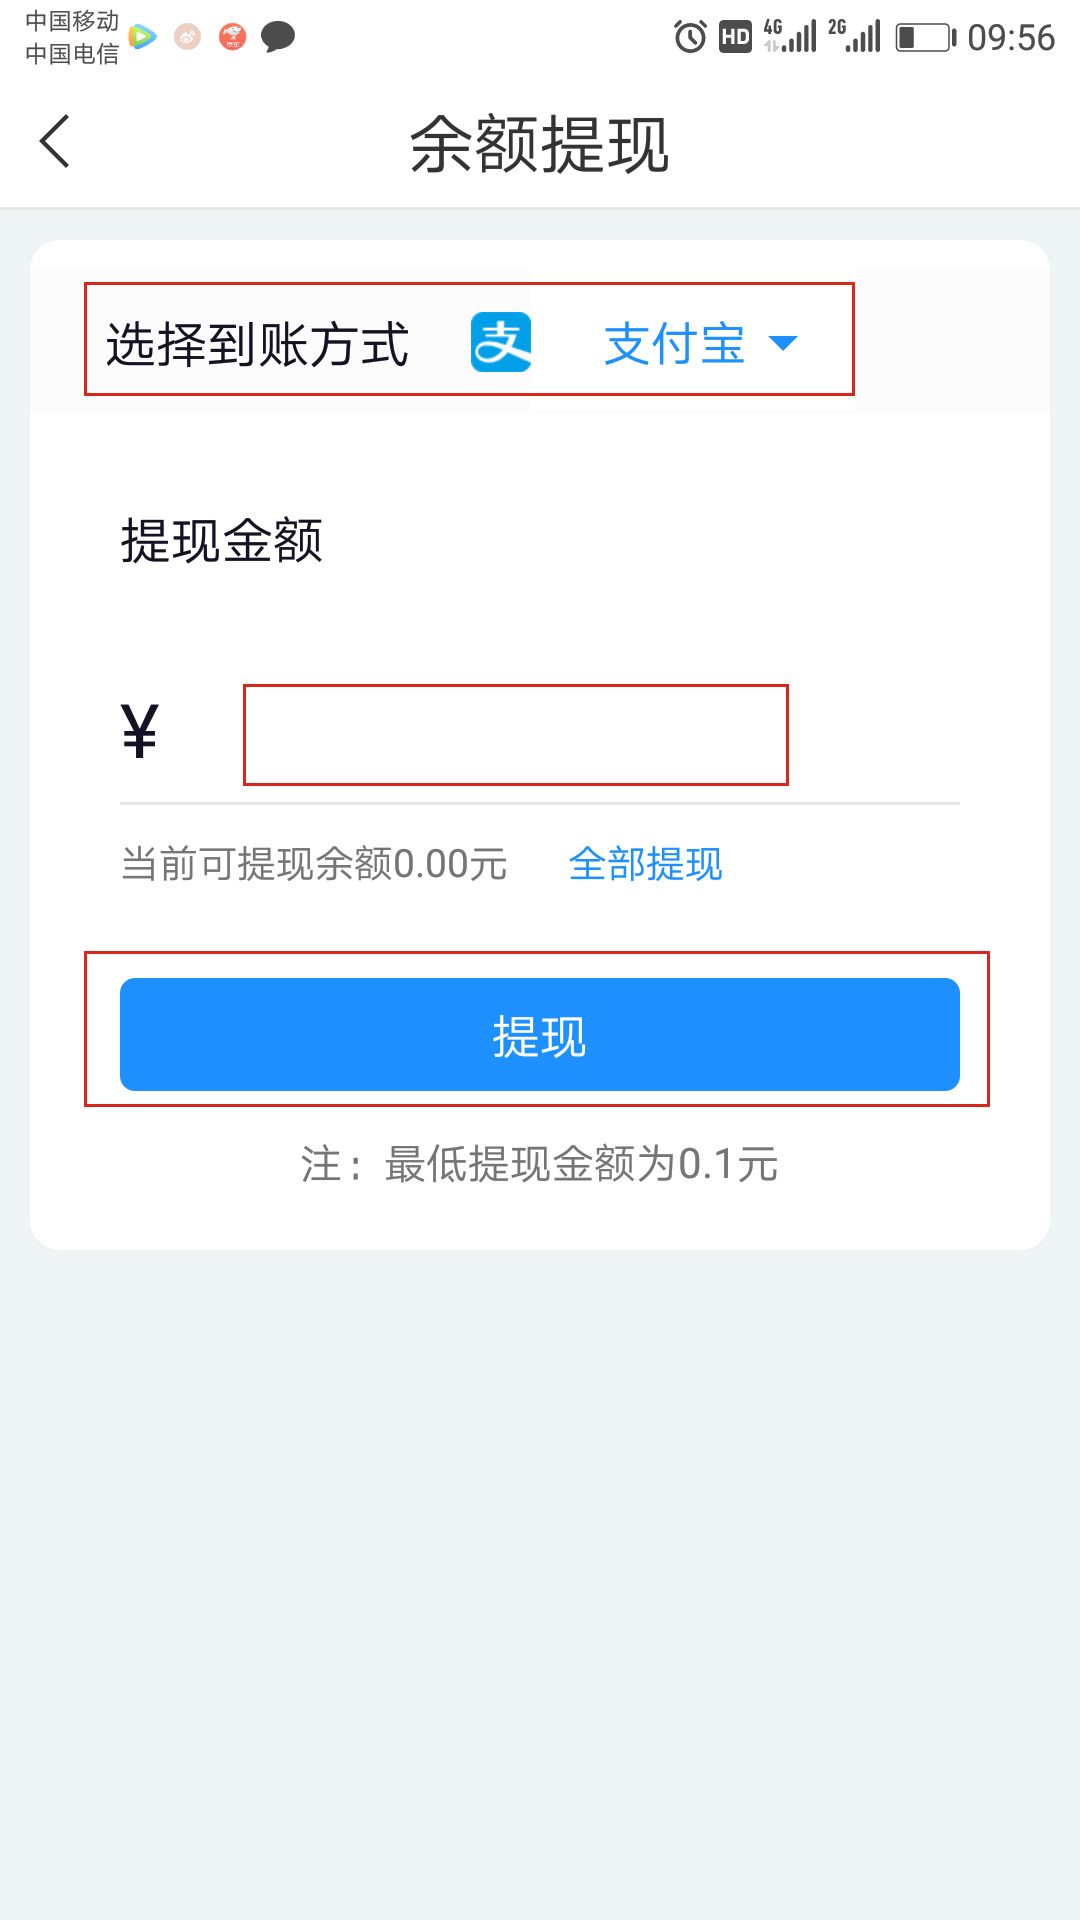 中国移动
中国电信
HD
4G
2G
09:56
余额提现
选择到账方式 支 支付宝
提现金额
¥
当前可提现余额0.00元 全部提现
提现
注：最低提现金额为0.1元